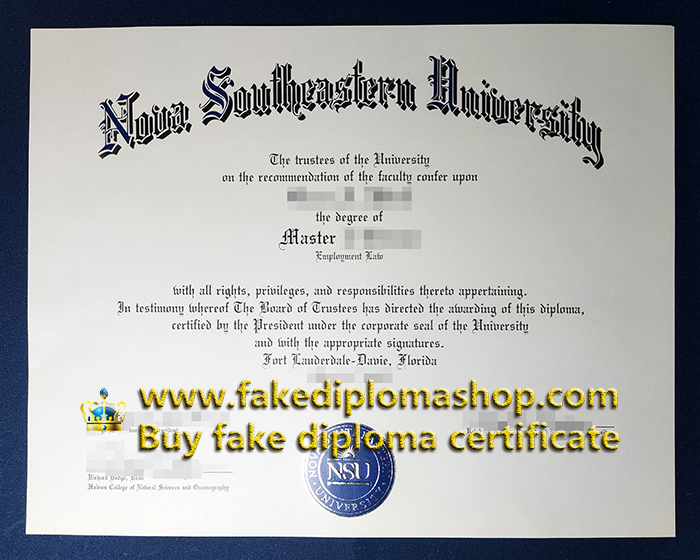 Nova Southeastern University
The trustees of the University
on the recommendation of the faculty confer upon
the degree of
Master
Employment Law
with all rights, privileges, and responsibilities thereto appertaining.
In testimony whereof The Board of Trustees has directed the awarding of this diploma,
certified by the President under the corporate seal of the University
and with the appropriate signatures.
Fort Lauderdale-Davie, Florida
www.fakediplomashop.com
Buy fake diploma certificate
NSU
UNIVERSITY
Richard Dodge, Dean
Halmos College of Natural Sciences and Oceanography